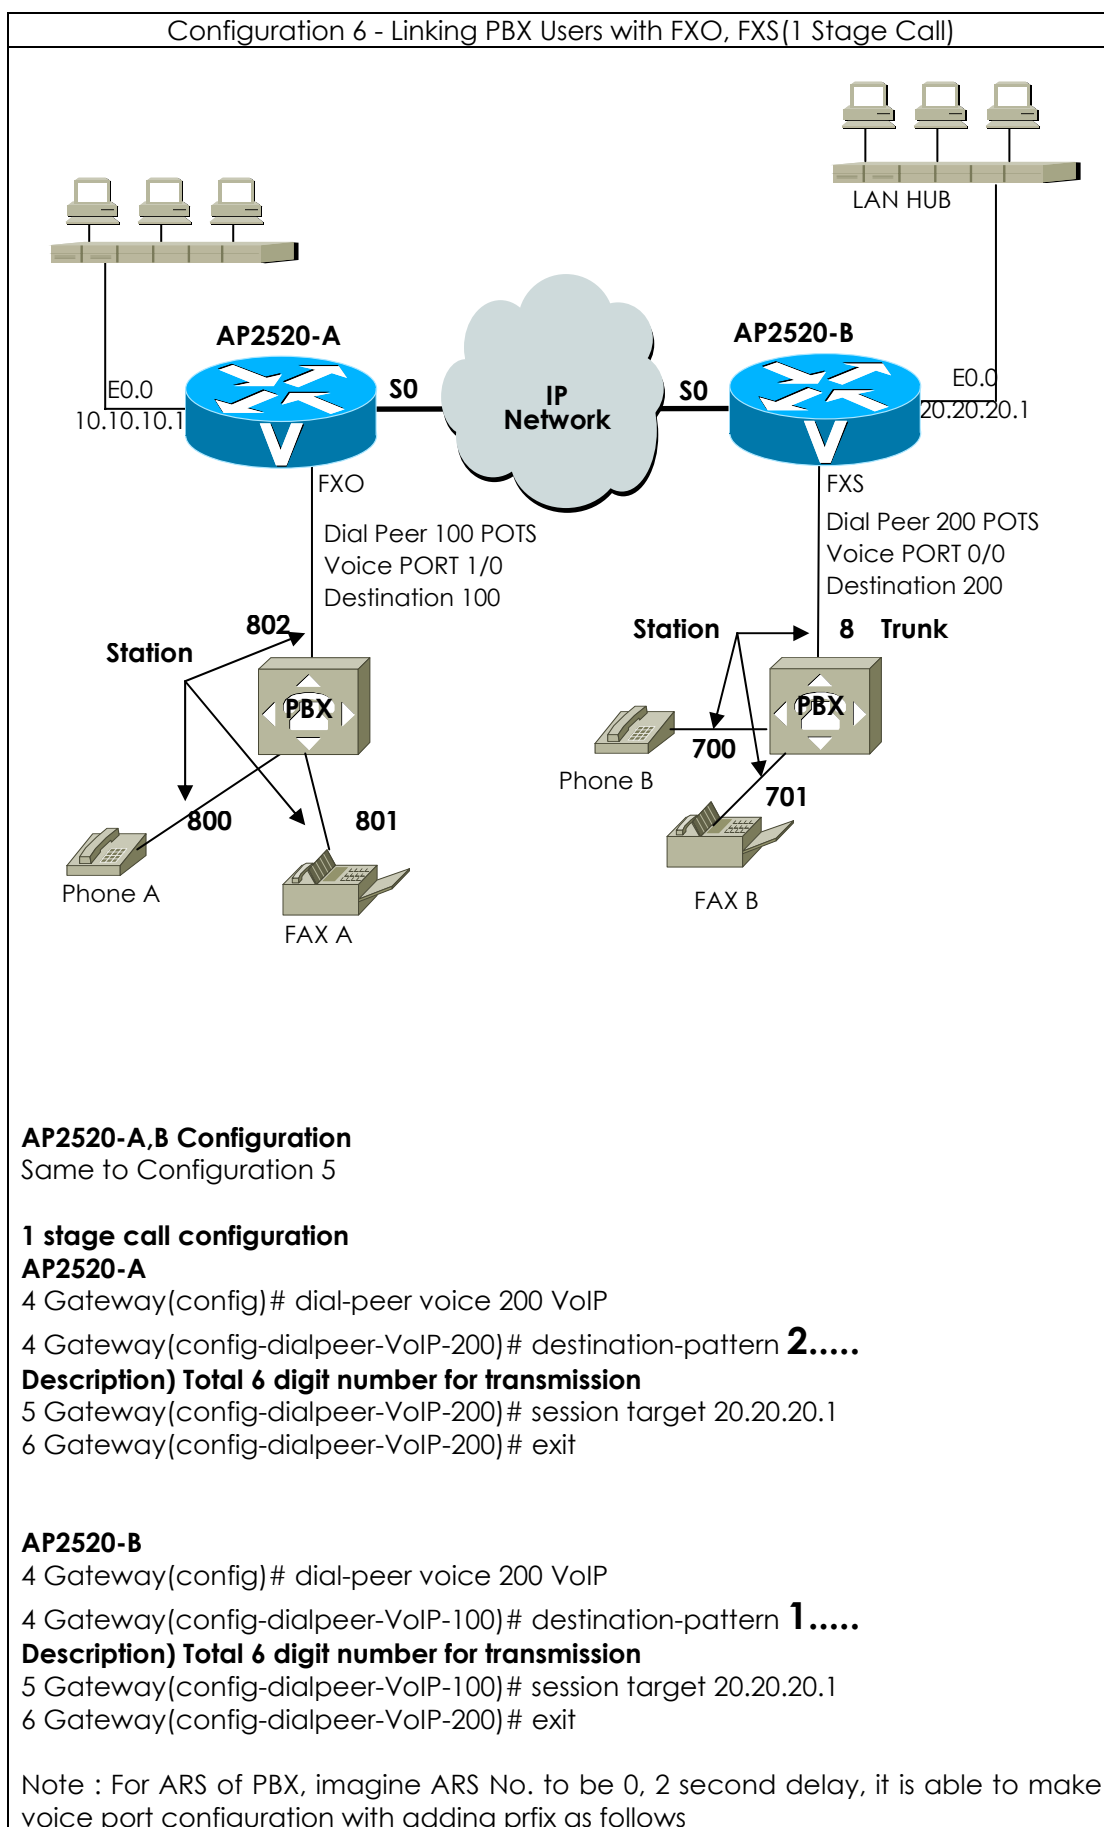 Configuration 6 - Linking PBX Users with FXO, FXS(1 Stage Call)
LAN HUB
AP2520-A
AP2520-B
E0.0
10.10.10.1
S0
IP
Network
S0
E0.0
20.20.20.1
FXO
Dial Peer 100 POTS
Voice PORT 1/0
Destination 100
FXS
Dial Peer 200 POTS
Voice PORT 0/0
Destination 200
802
Station
PBX
Station
8 Trunk
PBX
700
Phone B
701
800
801
Phone A
FAX A
FAX B
AP2520-A,B Configuration
Same to Configuration 5
1 stage call configuration
AP2520-A
4 Gateway(config)# dial-peer voice 200 VoIP
4 Gateway(config-dialpeer-VoIP-200)# destination-pattern 2.....
Description) Total 6 digit number for transmission
5 Gateway(config-dialpeer-VoIP-200)# session target 20.20.20.1
6 Gateway(config-dialpeer-VoIP-200)# exit
AP2520-B
4 Gateway(config)# dial-peer voice 200 VoIP
4 Gateway(config-dialpeer-VoIP-100)# destination-pattern 1.....
Description) Total 6 digit number for transmission
5 Gateway(config-dialpeer-VoIP-100)# session target 20.20.20.1
6 Gateway(config-dialpeer-VoIP-200)# exit
Note : For ARS of PBX, imagine ARS No. to be 0, 2 second delay, it is able to make
voice port configuration with adding prfix as follows